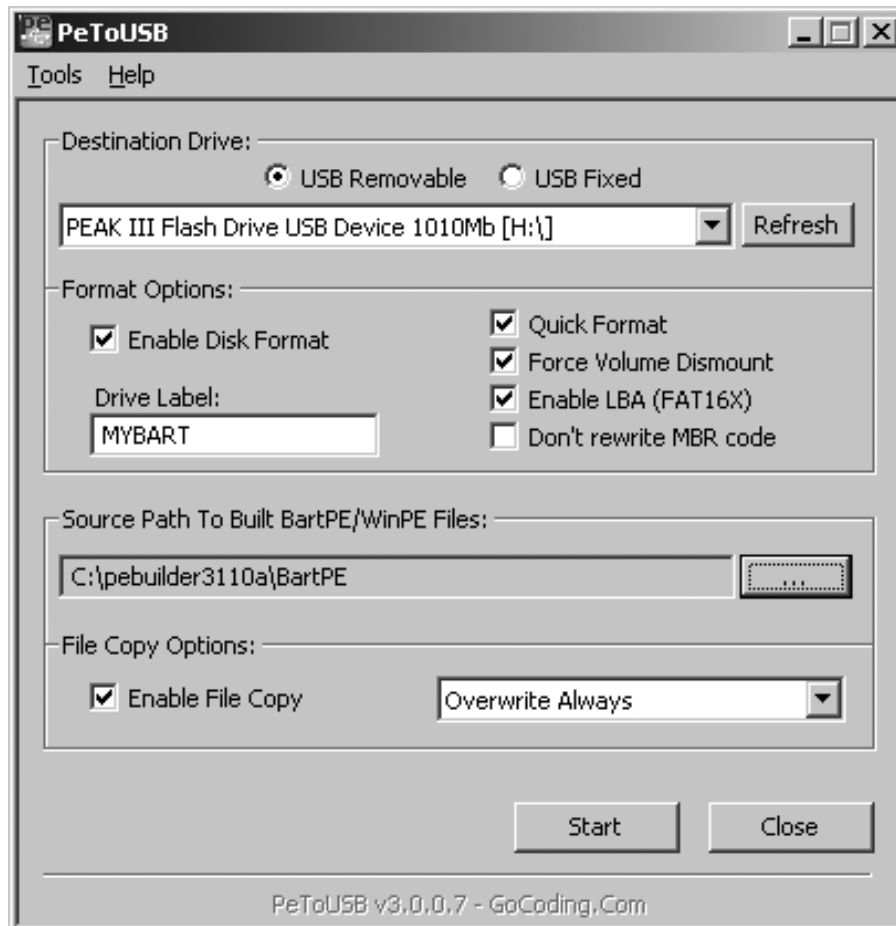 PeToUSB
Tools Help
Destination Drive:
USB Removable USB Fixed
PEAK III Flash Drive USB Device 1010Mb [H:\] Refresh
Format Options:
Enable Disk Format
Quick Format
Force Volume Dismount
Drive Label:
Enable LBA (FAT16X)
MYBART
Don't rewrite MBR code
Source Path To Built BartPE/WinPE Files:
C:\pebuilder3110a\BartPE ...
File Copy Options:
Enable File Copy Overwrite Always
Start Close
PeToUSB v3.0.0.7 - GoCoding.Com